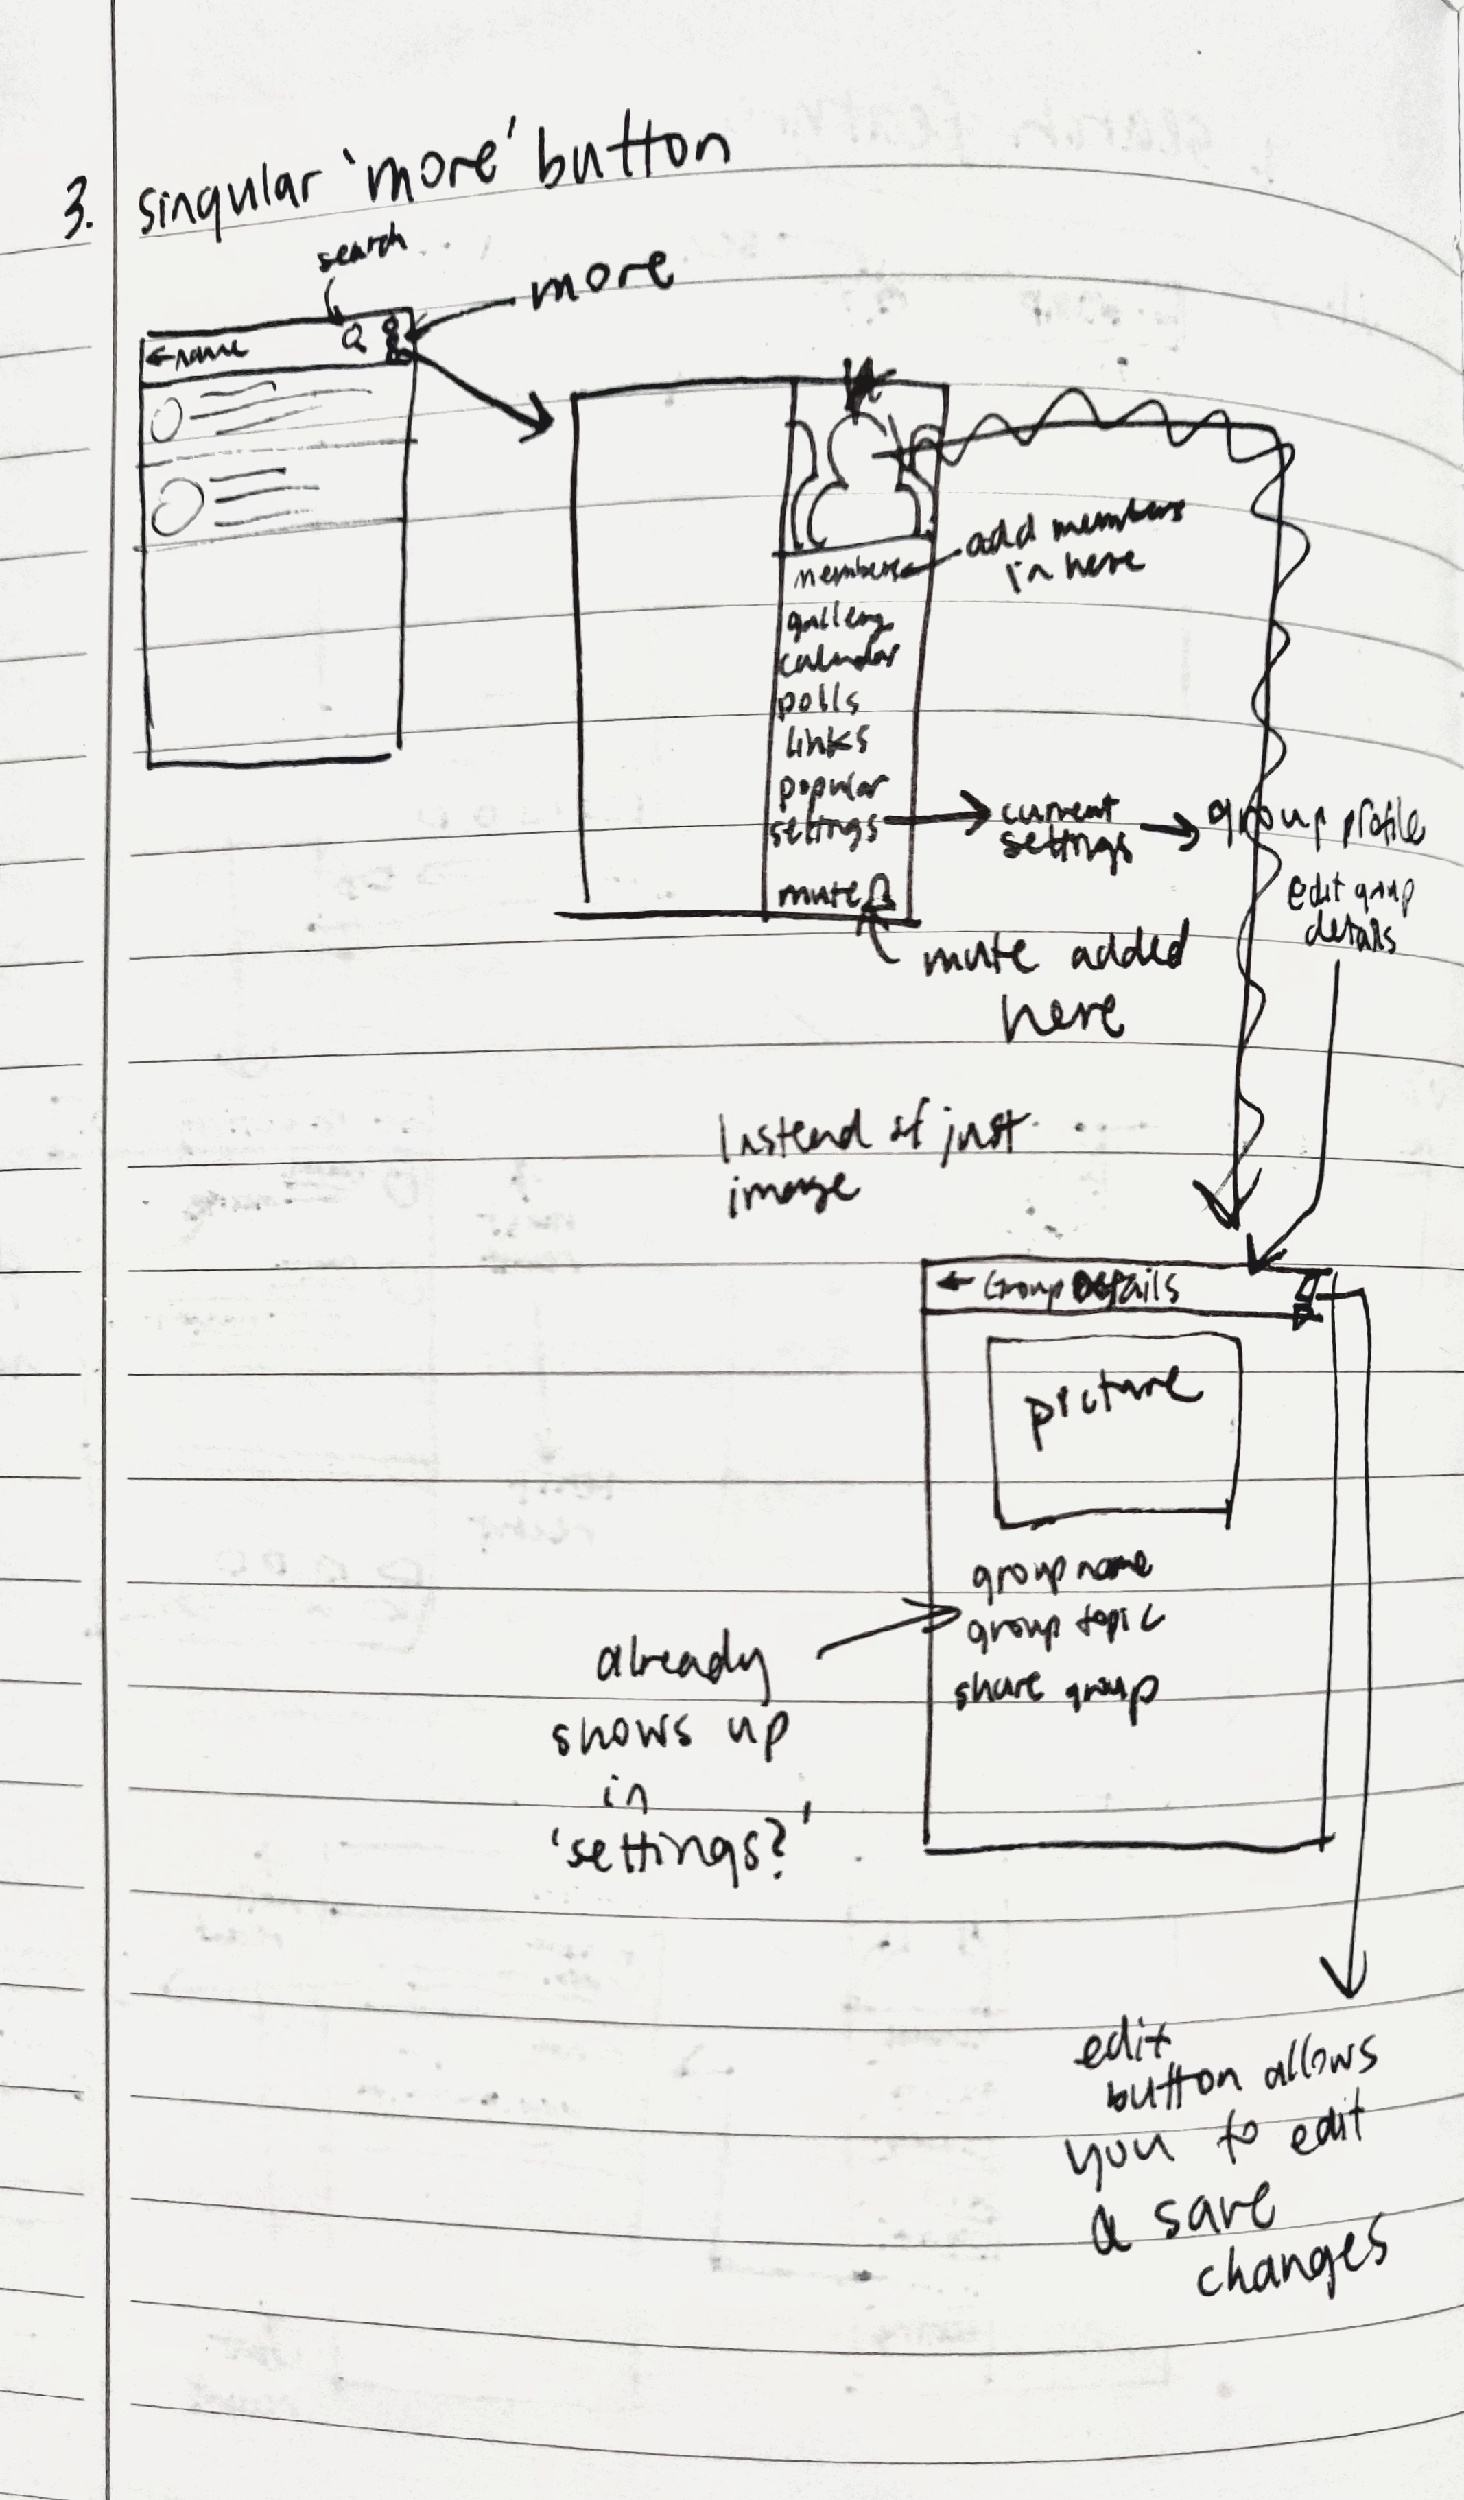 3. singular 'more' button
search
more
← name
add members
in here
members
gallery
calendar
polls
links
popular
settings
current
settings
group profile
edit group
details
mute
mute added
here
Instead of just
image
← Group Details
picture
group name
group topic
share group
already
shows up
in
'settings?'
edit
button allows
you to edit
& save
changes